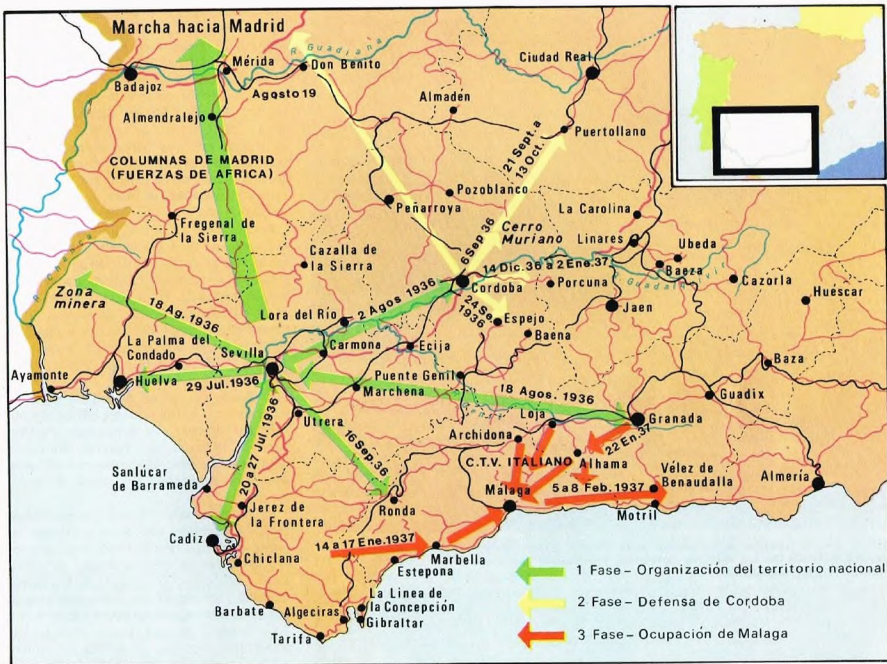 Marcha hacia Madrid
R. Guadiana
Mérida
Don Benito
Ciudad Real
Badajoz
Agosto 19
Almadén
Almendralejo
21 Sept. a
13 Oct.
Puertollano
COLUMNAS DE MADRID
(FUERZAS DE AFRICA)
Pozoblanco
Peñarroya
La Carolina
Fregenal de
la Sierra
Cerro
Muriano
6 Sep 36
Linares
Ubeda
Cazalla de
la Sierra
Baeza
R. Chanza
14 Dic. 36 a 2 Ene. 37
Guadalquivir
Cordoba
Porcuna
Cazorla
Zona
minera
2 Agos 1936
Huéscar
18 Ag. 1936
Lora del Río
24 Se.
1936
Espejo
Jaen
La Palma del
Condado
Sevilla
Carmona
Ecija
Baena
Baza
Ayamonte
Huelva
29 Jul. 1936
Puente Genil
18 Agos. 1936
Marchena
Guadix
Utrera
Loja
Granada
Archidona
22 En. 37
20 a 27 Jul. 1936
16 Sep. 36
C.T.V. ITALIANO
Alhama
Sanlúcar
de Barrameda
Vélez de
Benaudalla
Almería
Malaga
5 a 8 Feb. 1937
Ronda
Jerez de
la Frontera
Motril
Cadiz
14 a 17 Ene. 1937
Marbella
Chiclana
Estepona
1 Fase – Organización del territorio nacional
La Linea de
la Concepción
2 Fase – Defensa de Cordoba
Barbate
Algeciras
Gibraltar
3 Fase – Ocupación de Malaga
Tarifa